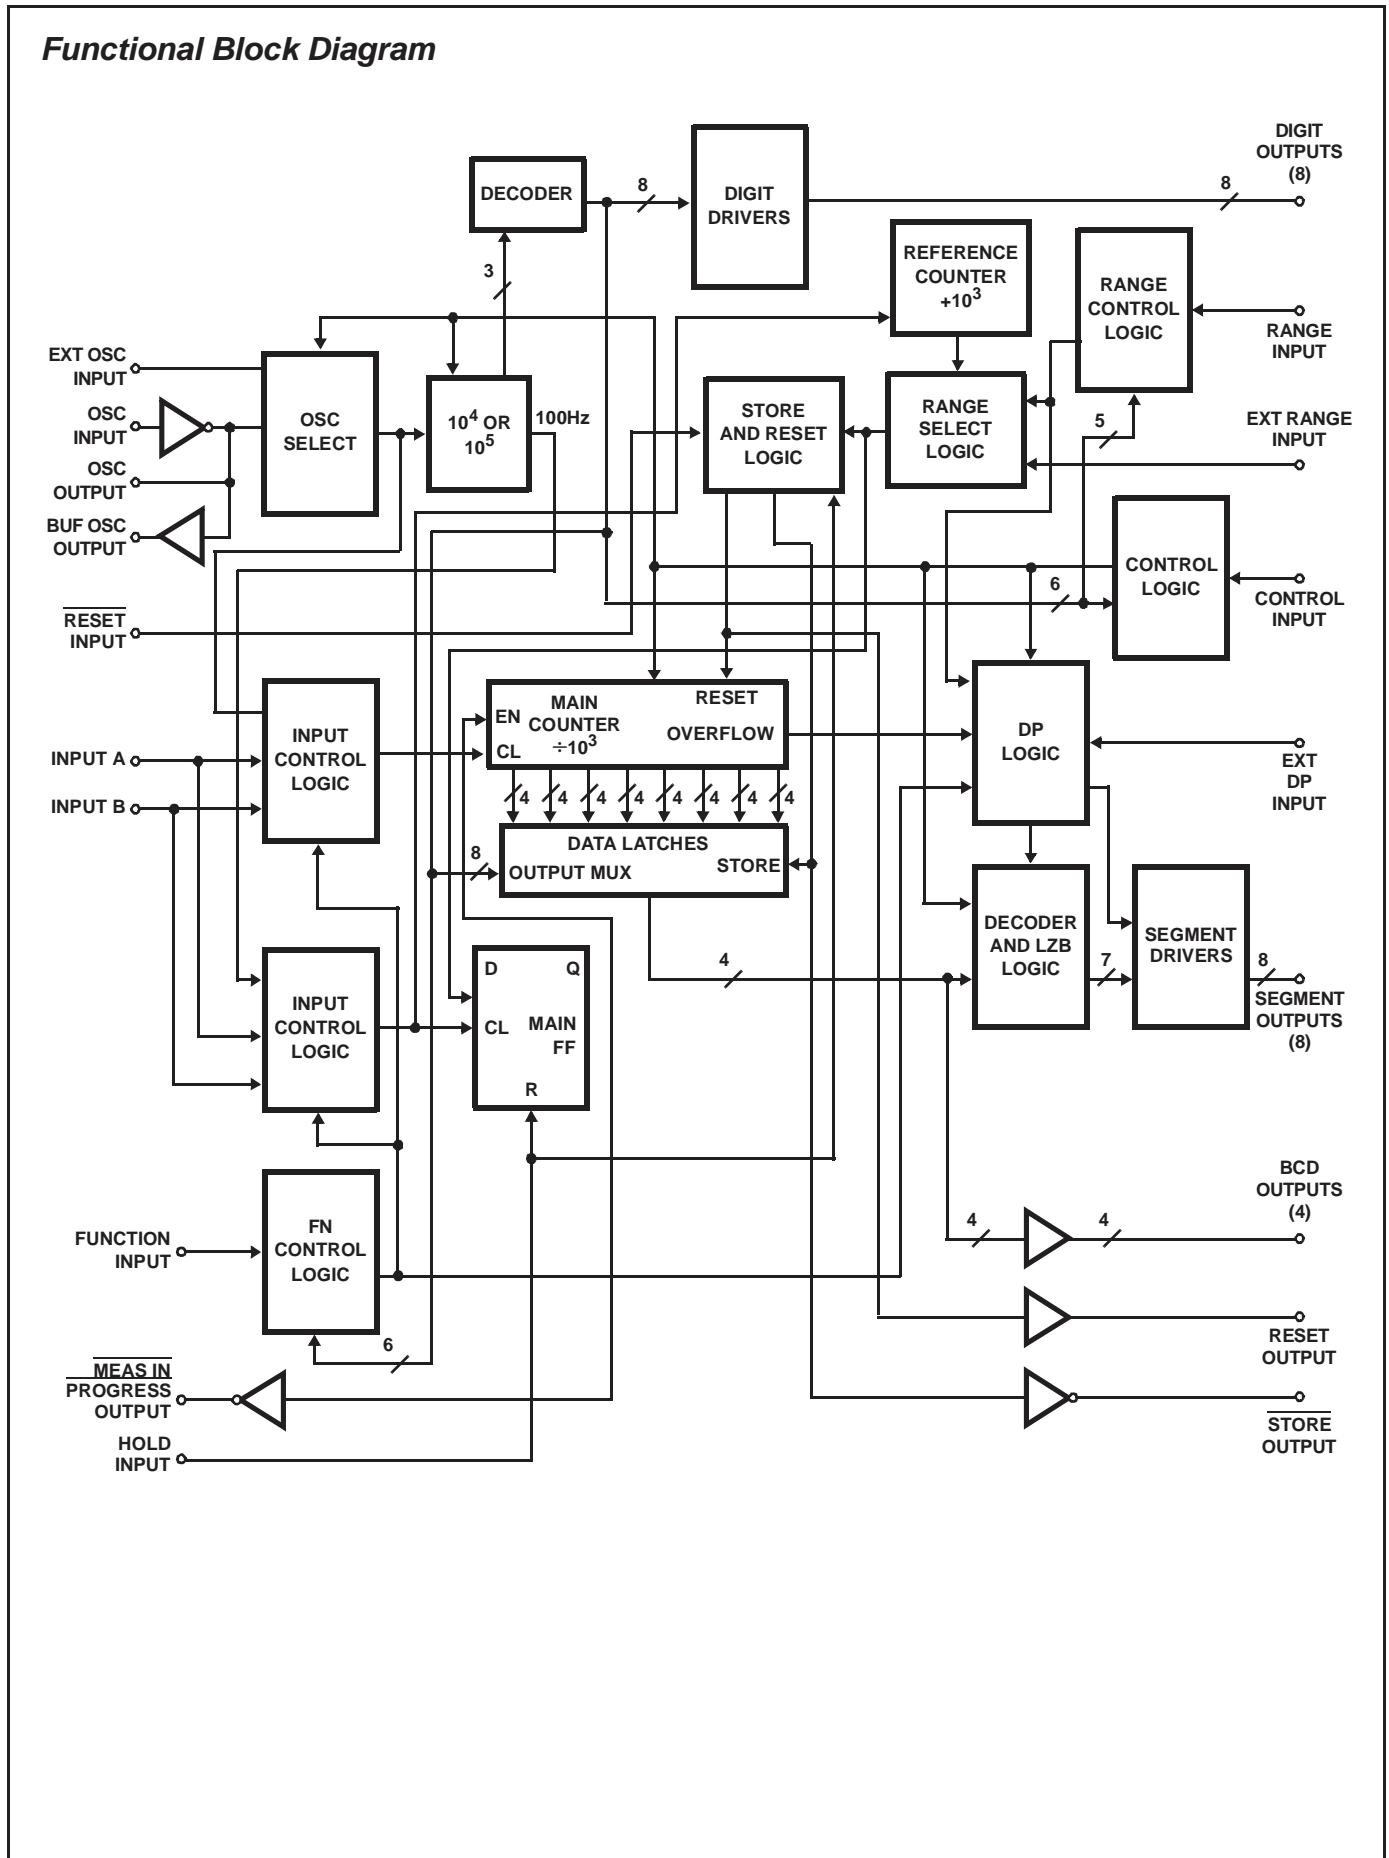 Functional Block Diagram
DIGIT
OUTPUTS
(8)
DECODER
8
DIGIT
DRIVERS
8
3
REFERENCE
COUNTER
+10³
RANGE
CONTROL
LOGIC
RANGE
INPUT
EXT OSC
INPUT
OSC
INPUT
OSC
OUTPUT
BUF OSC
OUTPUT
OSC
SELECT
10⁴ OR
10⁵
100Hz
STORE
AND RESET
LOGIC
RANGE
SELECT
LOGIC
5
EXT RANGE
INPUT
CONTROL
LOGIC
6
CONTROL
INPUT
RESET
INPUT
INPUT A
INPUT B
INPUT
CONTROL
LOGIC
EN
CL
MAIN
COUNTER
÷10³
RESET
OVERFLOW
DP
LOGIC
EXT
DP
INPUT
4 4 4 4 4 4 4 4
8
DATA LATCHES
OUTPUT MUX
STORE
DECODER
AND LZB
LOGIC
7
SEGMENT
DRIVERS
8
SEGMENT
OUTPUTS
(8)
4
INPUT
CONTROL
LOGIC
D
Q
CL
MAIN
FF
R
BCD
OUTPUTS
(4)
4
4
FUNCTION
INPUT
FN
CONTROL
LOGIC
6
RESET
OUTPUT
MEAS IN
PROGRESS
OUTPUT
STORE
OUTPUT
HOLD
INPUT